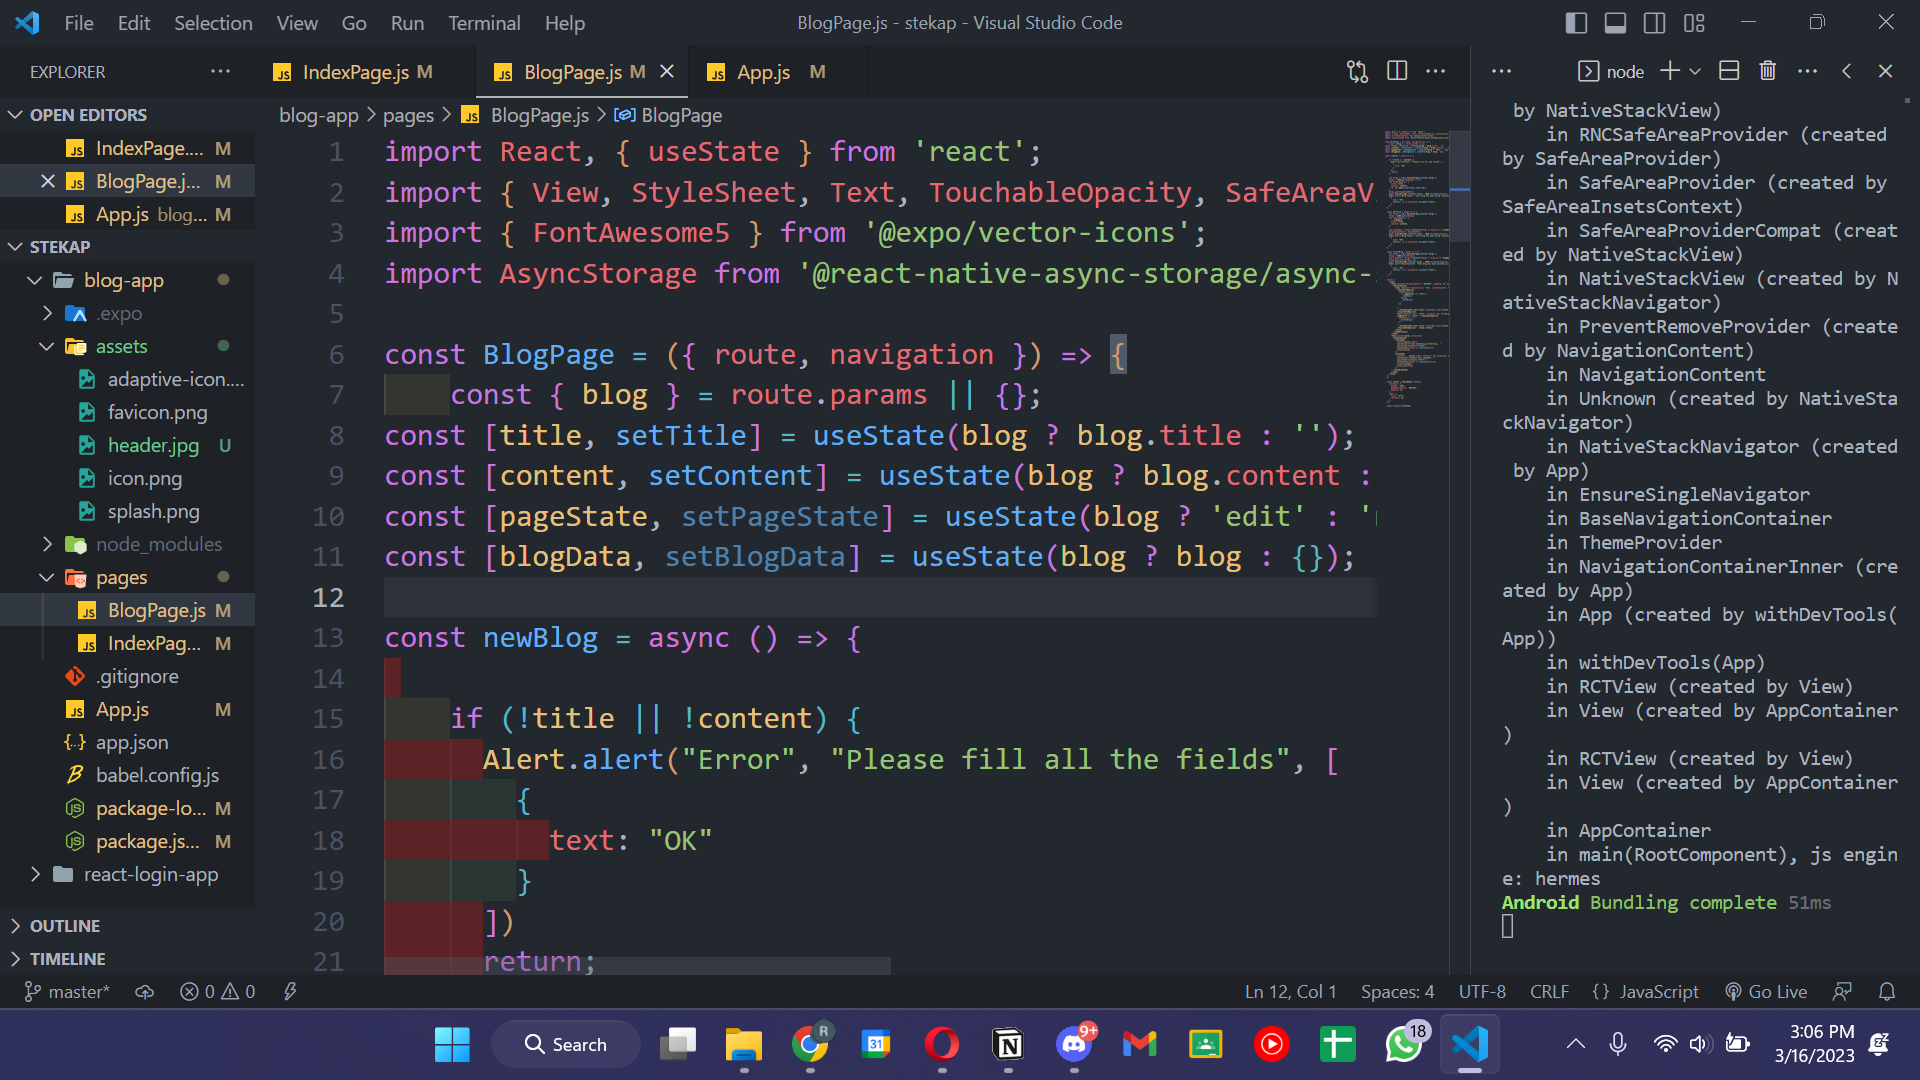 File Edit Selection View Go Run Terminal Help
BlogPage.js - stekap - Visual Studio Code
EXPLORER
IndexPage.js M
BlogPage.js M
App.js M
node
OPEN EDITORS
IndexPage.... M
BlogPage.j... M
App.js blog... M
STEKAP
blog-app
.expo
assets
adaptive-icon....
favicon.png
header.jpg U
icon.png
splash.png
node_modules
pages
BlogPage.js M
IndexPag... M
.gitignore
App.js M
app.json
babel.config.js
package-lo... M
package.js... M
react-login-app
OUTLINE
TIMELINE
blog-app > pages > BlogPage.js > BlogPage
1 import React, { useState } from 'react';
2 import { View, StyleSheet, Text, TouchableOpacity, SafeAreaV
3 import { FontAwesome5 } from '@expo/vector-icons';
4 import AsyncStorage from '@react-native-async-storage/async-
5
6 const BlogPage = ({ route, navigation }) => {
7 const { blog } = route.params || {};
8 const [title, setTitle] = useState(blog ? blog.title : '');
9 const [content, setContent] = useState(blog ? blog.content :
10 const [pageState, setPageState] = useState(blog ? 'edit' : '
11 const [blogData, setBlogData] = useState(blog ? blog : {});
12
13 const newBlog = async () => {
14
15 if (!title || !content) {
16 Alert.alert("Error", "Please fill all the fields", [
17 {
18 text: "OK"
19 }
20 ])
21 return;
by NativeStackView)
in RNCSafeAreaProvider (created
by SafeAreaProvider)
in SafeAreaProvider (created by
SafeAreaInsetsContext)
in SafeAreaProviderCompat (creat
ed by NativeStackView)
in NativeStackView (created by N
ativeStackNavigator)
in PreventRemoveProvider (create
d by NavigationContent)
in NavigationContent
in Unknown (created by NativeSta
ckNavigator)
in NativeStackNavigator (created
by App)
in EnsureSingleNavigator
in BaseNavigationContainer
in ThemeProvider
in NavigationContainerInner (cre
ated by App)
in App (created by withDevTools(
App))
in withDevTools(App)
in RCTView (created by View)
in View (created by AppContainer
)
in RCTView (created by View)
in View (created by AppContainer
)
in AppContainer
in main(RootComponent), js engin
e: hermes
Android Bundling complete 51ms
master* 0 0
Ln 12, Col 1 Spaces: 4 UTF-8 CRLF {} JavaScript Go Live
Search
R
31
9+
18
3:06 PM
3/16/2023